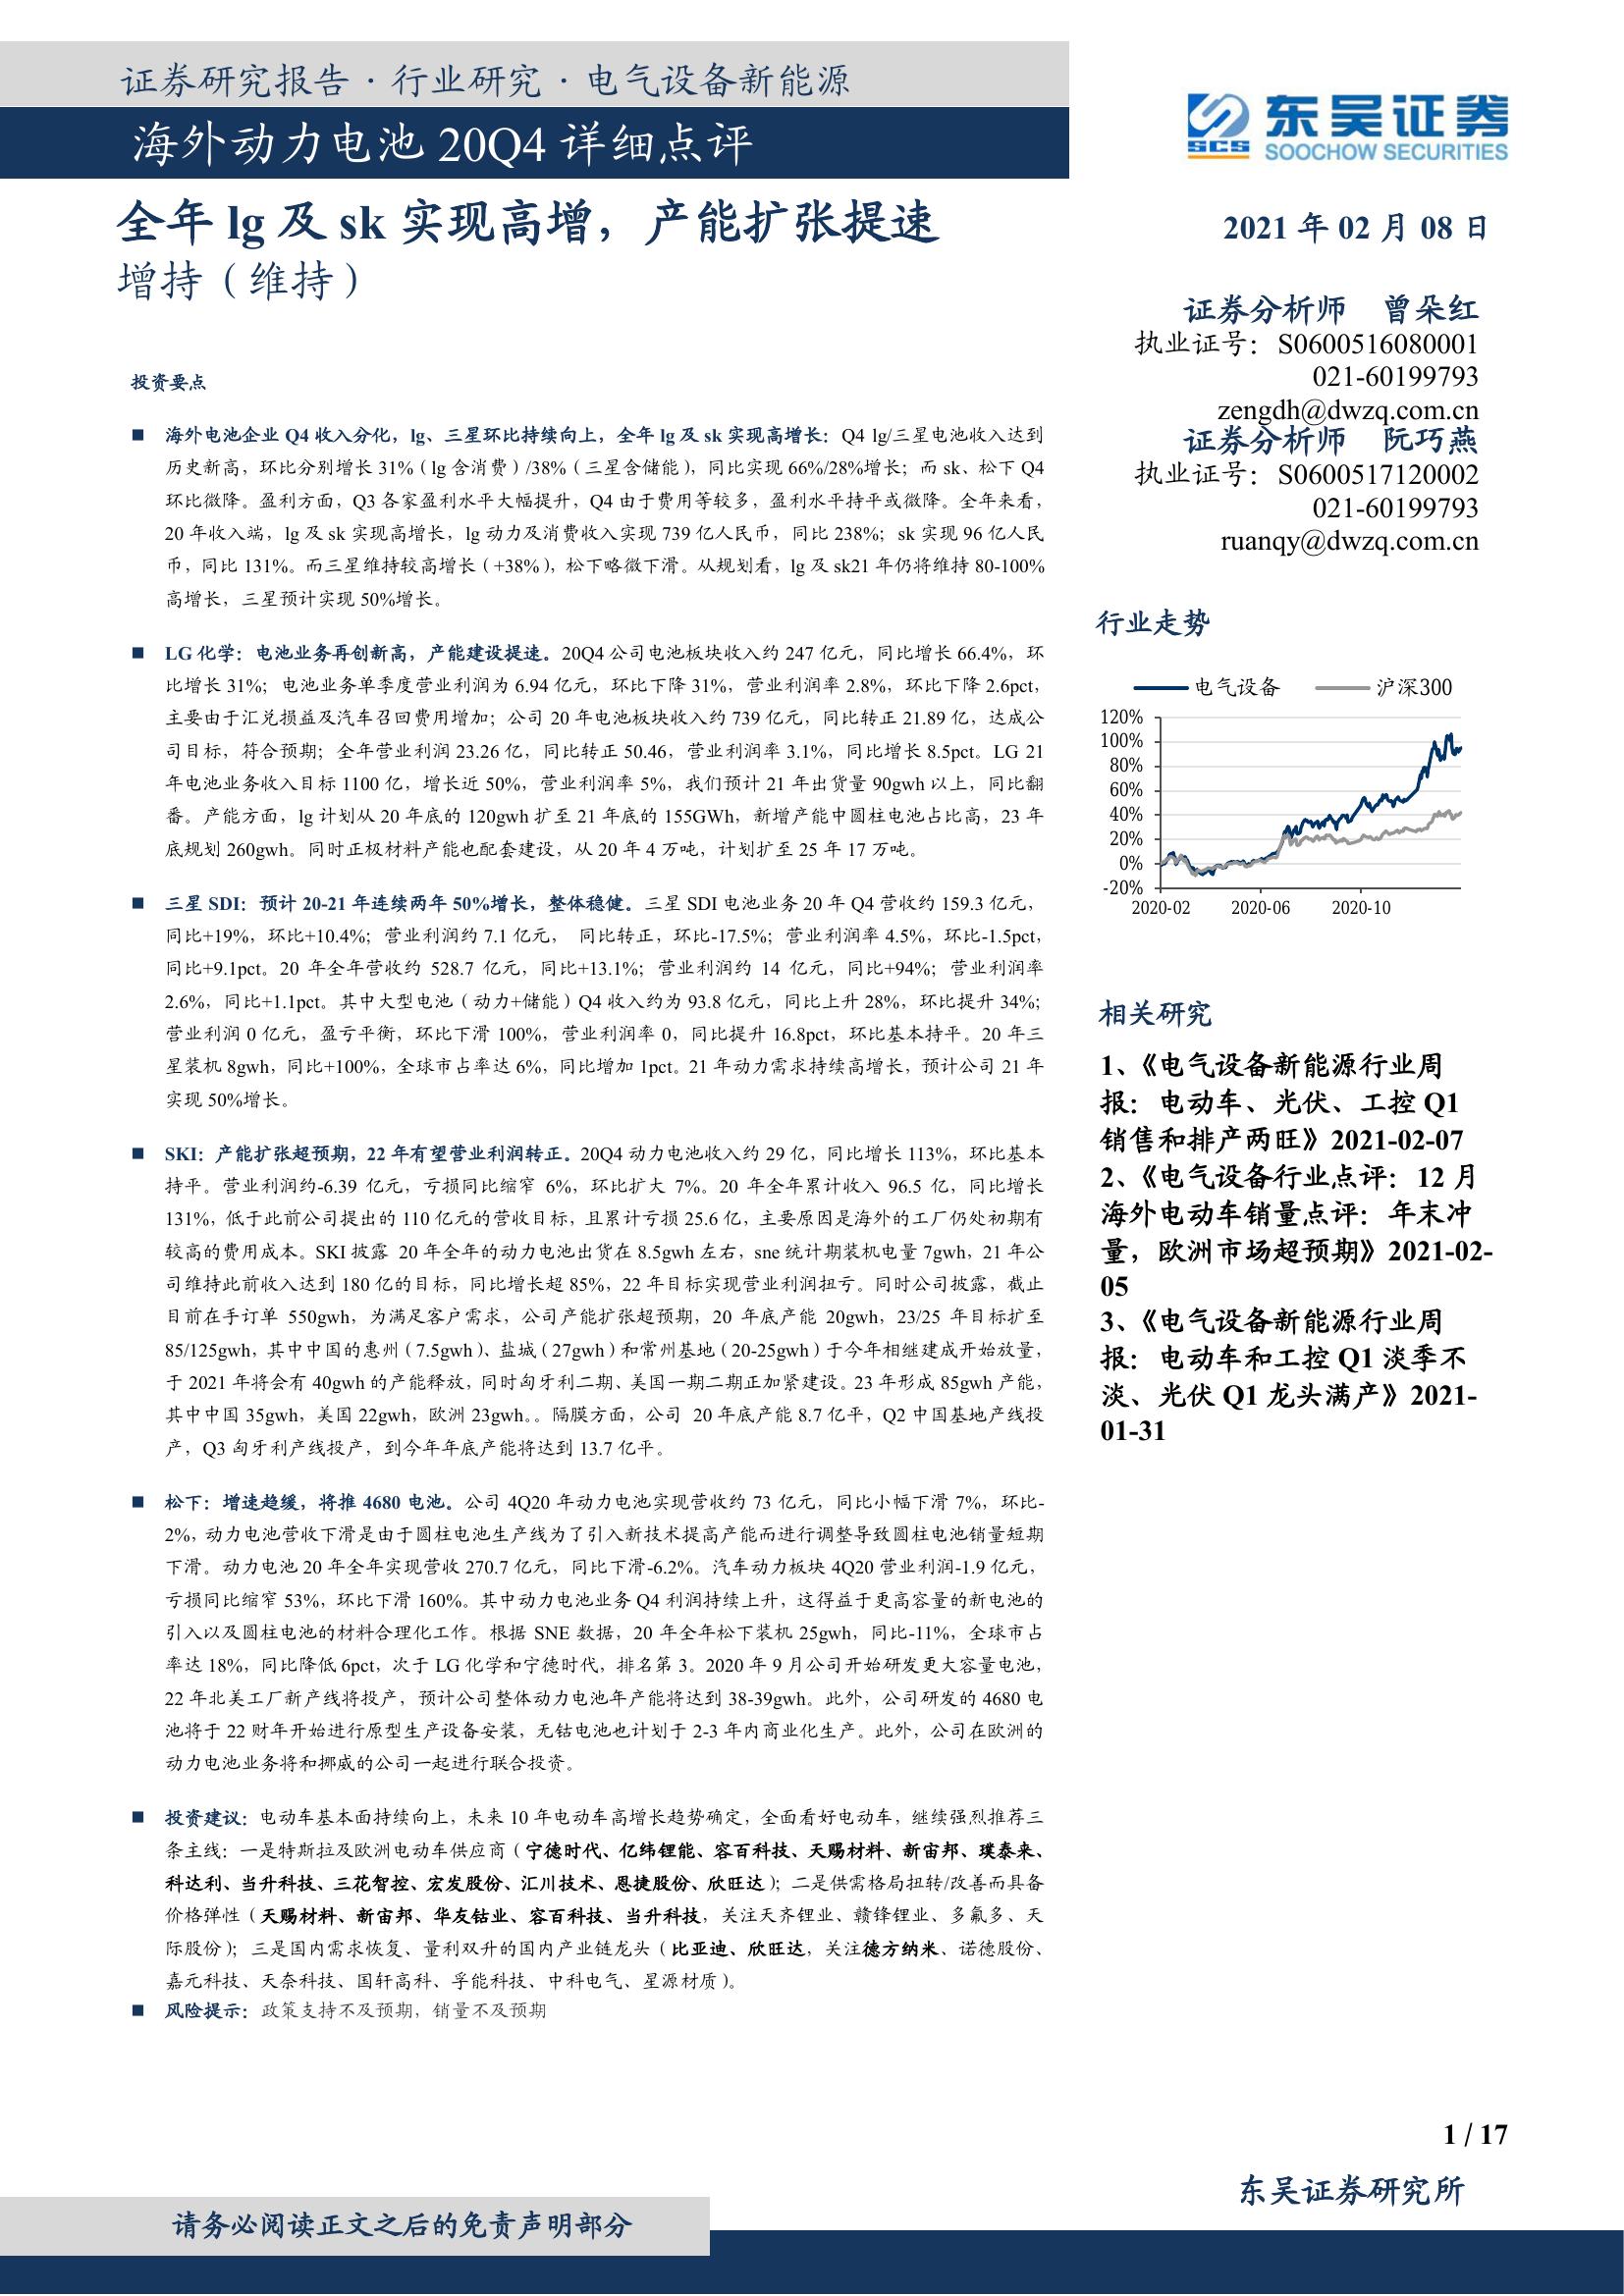 证券研究报告 · 行业研究 · 电气设备新能源
海外动力电池 20Q4 详细点评
东吴证券
SCS
SOOCHOW SECURITIES
全年 lg 及 sk 实现高增，产能扩张提速
增持（维持）
2021 年 02 月 08 日
证券分析师 曾朵红
执业证号：S0600516080001
021-60199793
zengdh@dwzq.com.cn
证券分析师 阮巧燕
执业证号：S0600517120002
021-60199793
ruanqy@dwzq.com.cn
投资要点
■ 海外电池企业 Q4 收入分化，lg、三星环比持续向上，全年 lg 及 sk 实现高增长：Q4 lg/三星电池收入达到
历史新高，环比分别增长 31%（lg 含消费）/38%（三星含储能），同比实现 66%/28%增长；而 sk、松下 Q4
环比微降。盈利方面，Q3 各家盈利水平大幅提升，Q4 由于费用等较多，盈利水平持平或微降。全年来看，
20 年收入端，lg 及 sk 实现高增长，lg 动力及消费收入实现 739 亿人民币，同比 238%；sk 实现 96 亿人民
币，同比 131%。而三星维持较高增长（+38%），松下略微下滑。从规划看，lg 及 sk21 年仍将维持 80-100%
高增长，三星预计实现 50%增长。
■ LG 化学：电池业务再创新高，产能建设提速。20Q4 公司电池板块收入约 247 亿元，同比增长 66.4%，环
比增长 31%；电池业务单季度营业利润为 6.94 亿元，环比下降 31%，营业利润率 2.8%，环比下降 2.6pct，
主要由于汇兑损益及汽车召回费用增加；公司 20 年电池板块收入约 739 亿元，同比转正 21.89 亿，达成公
司目标，符合预期；全年营业利润 23.26 亿，同比转正 50.46，营业利润率 3.1%，同比增长 8.5pct。LG 21
年电池业务收入目标 1100 亿，增长近 50%，营业利润率 5%，我们预计 21 年出货量 90gwh 以上，同比翻
番。产能方面，lg 计划从 20 年底的 120gwh 扩至 21 年底的 155GWh，新增产能中圆柱电池占比高，23 年
底规划 260gwh。同时正极材料产能也配套建设，从 20 年 4 万吨，计划扩至 25 年 17 万吨。
■ 三星 SDI：预计 20-21 年连续两年 50%增长，整体稳健。三星 SDI 电池业务 20 年 Q4 营收约 159.3 亿元，
同比+19%，环比+10.4%；营业利润约 7.1 亿元， 同比转正，环比-17.5%；营业利润率 4.5%，环比-1.5pct，
同比+9.1pct。20 年全年营收约 528.7 亿元，同比+13.1%；营业利润约 14 亿元，同比+94%；营业利润率
2.6%，同比+1.1pct。其中大型电池（动力+储能）Q4 收入约为 93.8 亿元，同比上升 28%，环比提升 34%；
营业利润 0 亿元，盈亏平衡，环比下滑 100%，营业利润率 0，同比提升 16.8pct，环比基本持平。20 年三
星装机 8gwh，同比+100%，全球市占率达 6%，同比增加 1pct。21 年动力需求持续高增长，预计公司 21 年
实现 50%增长。
■ SKI：产能扩张超预期，22 年有望营业利润转正。20Q4 动力电池收入约 29 亿，同比增长 113%，环比基本
持平。营业利润约-6.39 亿元，亏损同比缩窄 6%，环比扩大 7%。20 年全年累计收入 96.5 亿，同比增长
131%，低于此前公司提出的 110 亿元的营收目标，且累计亏损 25.6 亿，主要原因是海外的工厂仍处初期有
较高的费用成本。SKI 披露 20 年全年的动力电池出货在 8.5gwh 左右，sne 统计期装机电量 7gwh，21 年公
司维持此前收入达到 180 亿的目标，同比增长超 85%，22 年目标实现营业利润扭亏。同时公司披露，截止
目前在手订单 550gwh，为满足客户需求，公司产能扩张超预期，20 年底产能 20gwh，23/25 年目标扩至
85/125gwh，其中中国的惠州（7.5gwh）、盐城（27gwh）和常州基地（20-25gwh）于今年相继建成开始放量，
于 2021 年将会有 40gwh 的产能释放，同时匈牙利二期、美国一期二期正加紧建设。23 年形成 85gwh 产能，
其中中国 35gwh，美国 22gwh，欧洲 23gwh。。隔膜方面，公司 20 年底产能 8.7 亿平，Q2 中国基地产线投
产，Q3 匈牙利产线投产，到今年年底产能将达到 13.7 亿平。
■ 松下：增速趋缓，将推 4680 电池。公司 4Q20 年动力电池实现营收约 73 亿元，同比小幅下滑 7%，环比-
2%，动力电池营收下滑是由于圆柱电池生产线为了引入新技术提高产能而进行调整导致圆柱电池销量短期
下滑。动力电池 20 年全年实现营收 270.7 亿元，同比下滑-6.2%。汽车动力板块 4Q20 营业利润-1.9 亿元，
亏损同比缩窄 53%，环比下滑 160%。其中动力电池业务 Q4 利润持续上升，这得益于更高容量的新电池的
引入以及圆柱电池的材料合理化工作。根据 SNE 数据，20 年全年松下装机 25gwh，同比-11%，全球市占
率达 18%，同比降低 6pct，次于 LG 化学和宁德时代，排名第 3。2020 年 9 月公司开始研发更大容量电池，
22 年北美工厂新产线将投产，预计公司整体动力电池年产能将达到 38-39gwh。此外，公司研发的 4680 电
池将于 22 财年开始进行原型生产设备安装，无钴电池也计划于 2-3 年内商业化生产。此外，公司在欧洲的
动力电池业务将和挪威的公司一起进行联合投资。
■ 投资建议：电动车基本面持续向上，未来 10 年电动车高增长趋势确定，全面看好电动车，继续强烈推荐三
条主线：一是特斯拉及欧洲电动车供应商（宁德时代、亿纬锂能、容百科技、天赐材料、新宙邦、璞泰来、
科达利、当升科技、三花智控、宏发股份、汇川技术、恩捷股份、欣旺达）；二是供需格局扭转/改善而具备
价格弹性（天赐材料、新宙邦、华友钴业、容百科技、当升科技，关注天齐锂业、赣锋锂业、多氟多、天
际股份）；三是国内需求恢复、量利双升的国内产业链龙头（比亚迪、欣旺达，关注德方纳米、诺德股份、
嘉元科技、天奈科技、国轩高科、孚能科技、中科电气、星源材质）。
■ 风险提示：政策支持不及预期，销量不及预期
行业走势
电气设备 沪深300
120%
100%
80%
60%
40%
20%
0%
-20%
2020-02 2020-06 2020-10
相关研究
1、《电气设备新能源行业周
报：电动车、光伏、工控 Q1
销售和排产两旺》2021-02-07
2、《电气设备行业点评：12 月
海外电动车销量点评：年末冲
量，欧洲市场超预期》2021-02-
05
3、《电气设备新能源行业周
报：电动车和工控 Q1 淡季不
淡、光伏 Q1 龙头满产》2021-
01-31
1 / 17
东吴证券研究所
请务必阅读正文之后的免责声明部分